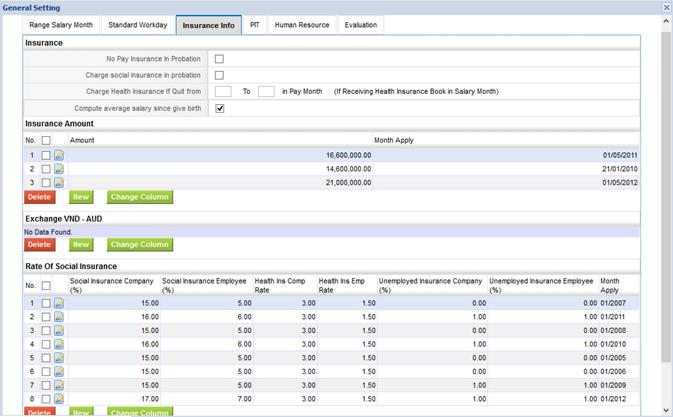 General Setting
Range Salary Month Standard Workday Insurance Info PIT Human Resource Evaluation
Insurance
No Pay Insurance In Probation
Charge social insurance in probation
Charge Health Insurance If Quit from To in Pay Month (If Receiving Health Insurance Book in Salary Month)
Compute average salary since give birth
Insurance Amount
No. Amount Month Apply
1 16,600,000.00 01/05/2011
2 14,600,000.00 21/01/2010
3 21,000,000.00 01/05/2012
Delete New Change Column
Exchange VND - AUD
No Data Found.
Delete New Change Column
Rate Of Social Insurance
No. Social Insurance Company (%) Social Insurance Employee (%) Health Ins Comp Rate Health Ins Emp Rate Unemployed Insurance Company (%) Unemployed Insurance Employee (%) Month Apply
1 15.00 5.00 3.00 1.50 0.00 0.00 01/2007
2 16.00 6.00 3.00 1.50 1.00 1.00 01/2011
3 15.00 5.00 3.00 1.50 0.00 0.00 01/2008
4 16.00 6.00 3.00 1.50 1.00 1.00 01/2010
5 15.00 5.00 3.00 1.50 0.00 0.00 01/2005
6 15.00 5.00 3.00 1.50 0.00 0.00 01/2006
7 15.00 5.00 3.00 1.50 1.00 1.00 01/2009
8 17.00 7.00 3.00 1.50 1.00 1.00 01/2012
Delete New Change Column